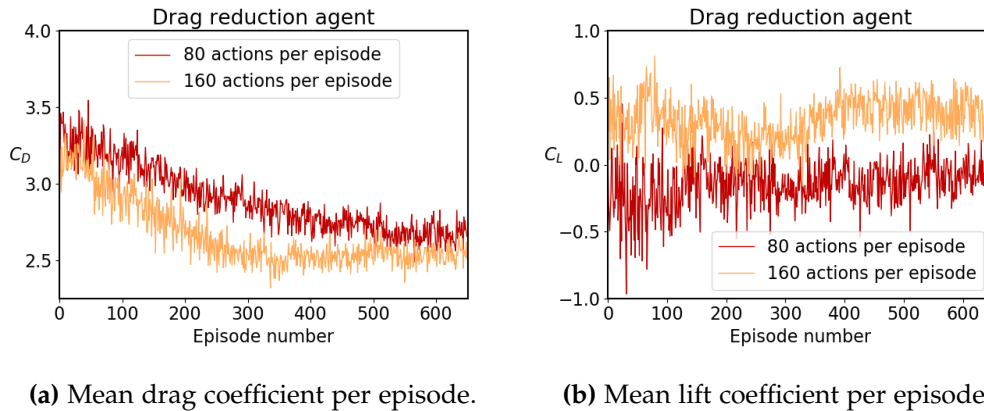 Drag reduction agent
4.0
3.5
3.0
2.5
C_D
80 actions per episode
160 actions per episode
0 100 200 300 400 500 600
Episode number
(a) Mean drag coefficient per episode.
Drag reduction agent
1.0
0.5
0.0
−0.5
−1.0
C_L
80 actions per episode
160 actions per episode
0 100 200 300 400 500 600
Episode number
(b) Mean lift coefficient per episode